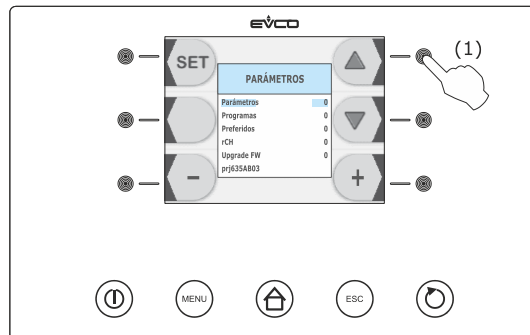 EVCO
(1)
SET
PARÁMETROS
Parámetros 0
Programas 0
Preferidos 0
rCH 0
Upgrade FW 0
prj635AB03
- +
MENU ESC